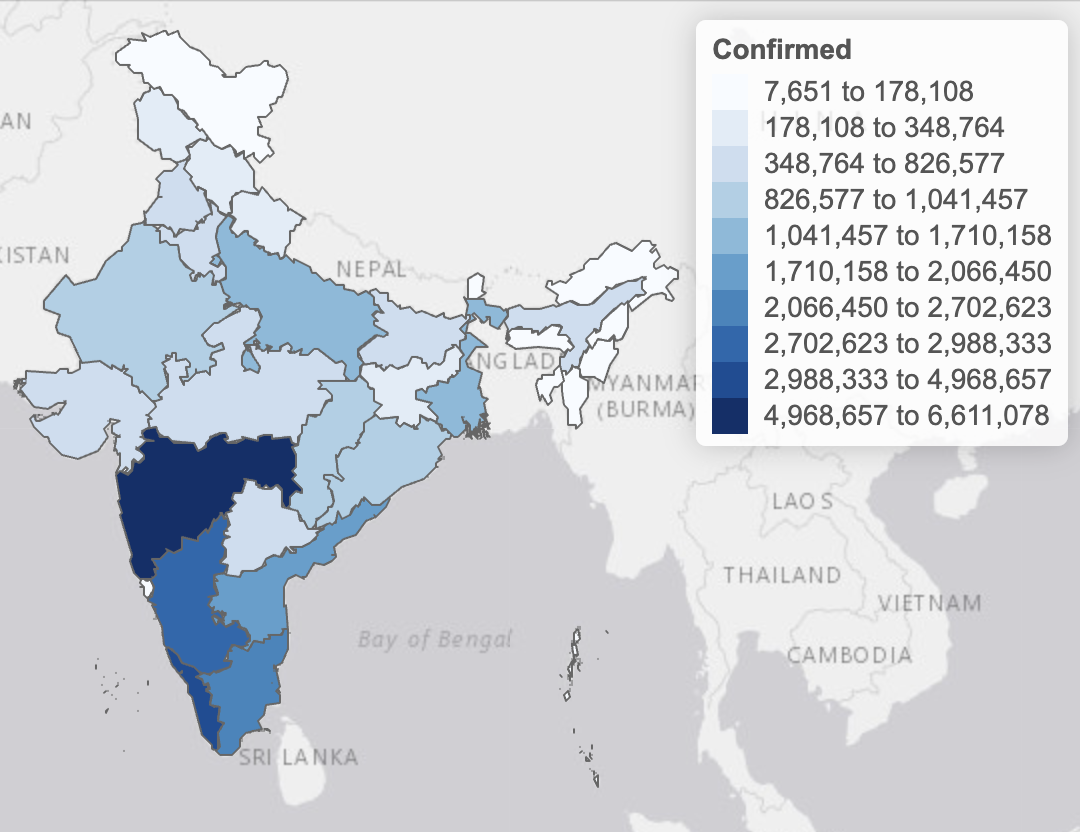 Confirmed
7,651 to 178,108
178,108 to 348,764
348,764 to 826,577
826,577 to 1,041,457
1,041,457 to 1,710,158
1,710,158 to 2,066,450
2,066,450 to 2,702,623
2,702,623 to 2,988,333
2,988,333 to 4,968,657
4,968,657 to 6,611,078
AN
KISTAN
NEPAL
NGLAD
MYANMAR
(BURMA)
LAOS
THAILAND
VIETNAM
Bay of Bengal
CAMBODIA
SRI LANKA